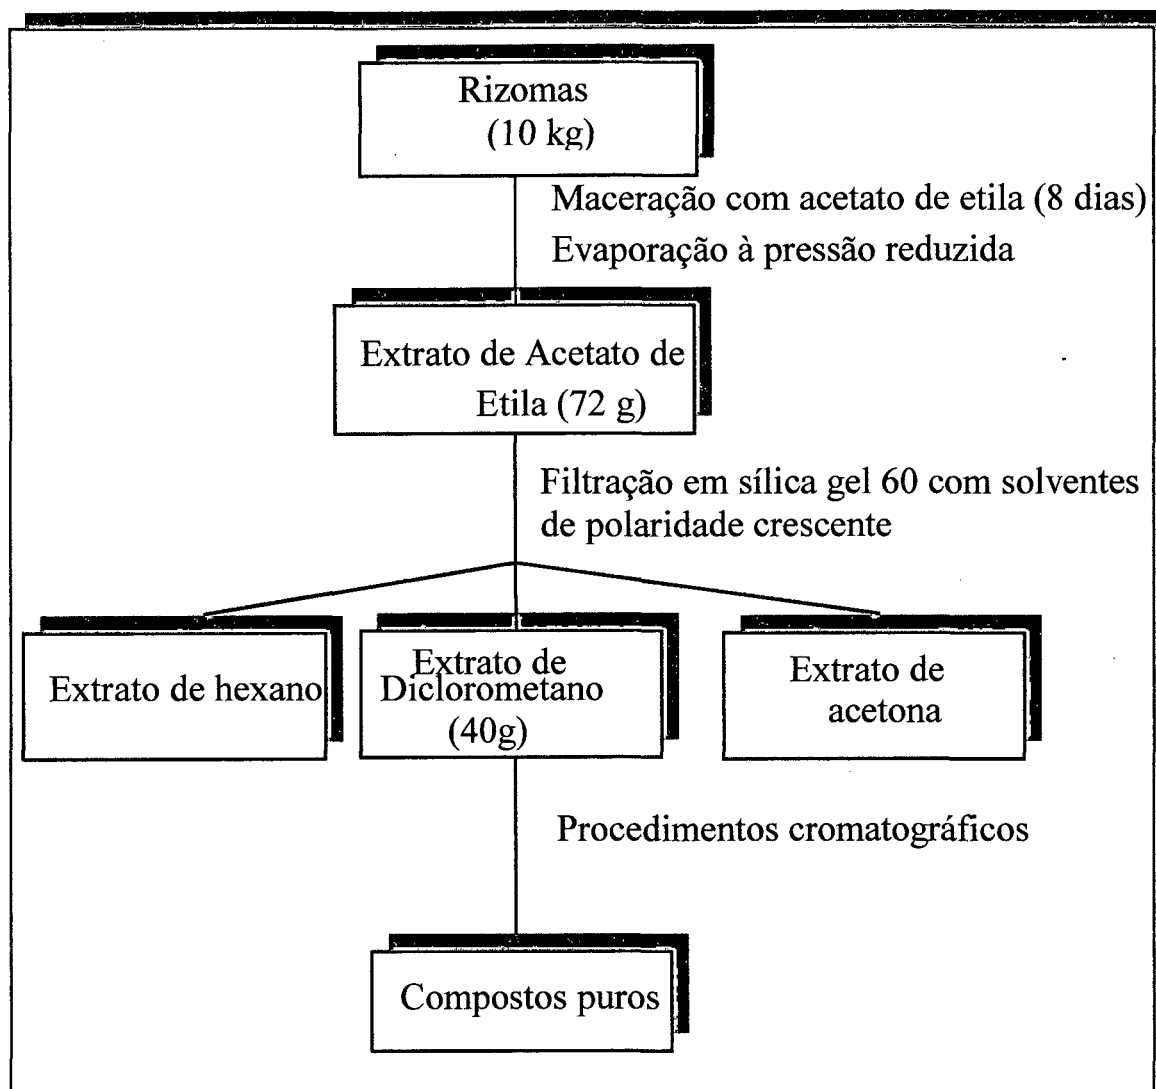 Rizomas
(10 kg)
Maceração com acetato de etila (8 dias)
Evaporação à pressão reduzida
Extrato de Acetato de
Etila (72 g)
Filtração em sílica gel 60 com solventes
de polaridade crescente
Extrato de hexano
Extrato de
Diclorometano
(40g)
Extrato de
acetona
Procedimentos cromatográficos
Compostos puros